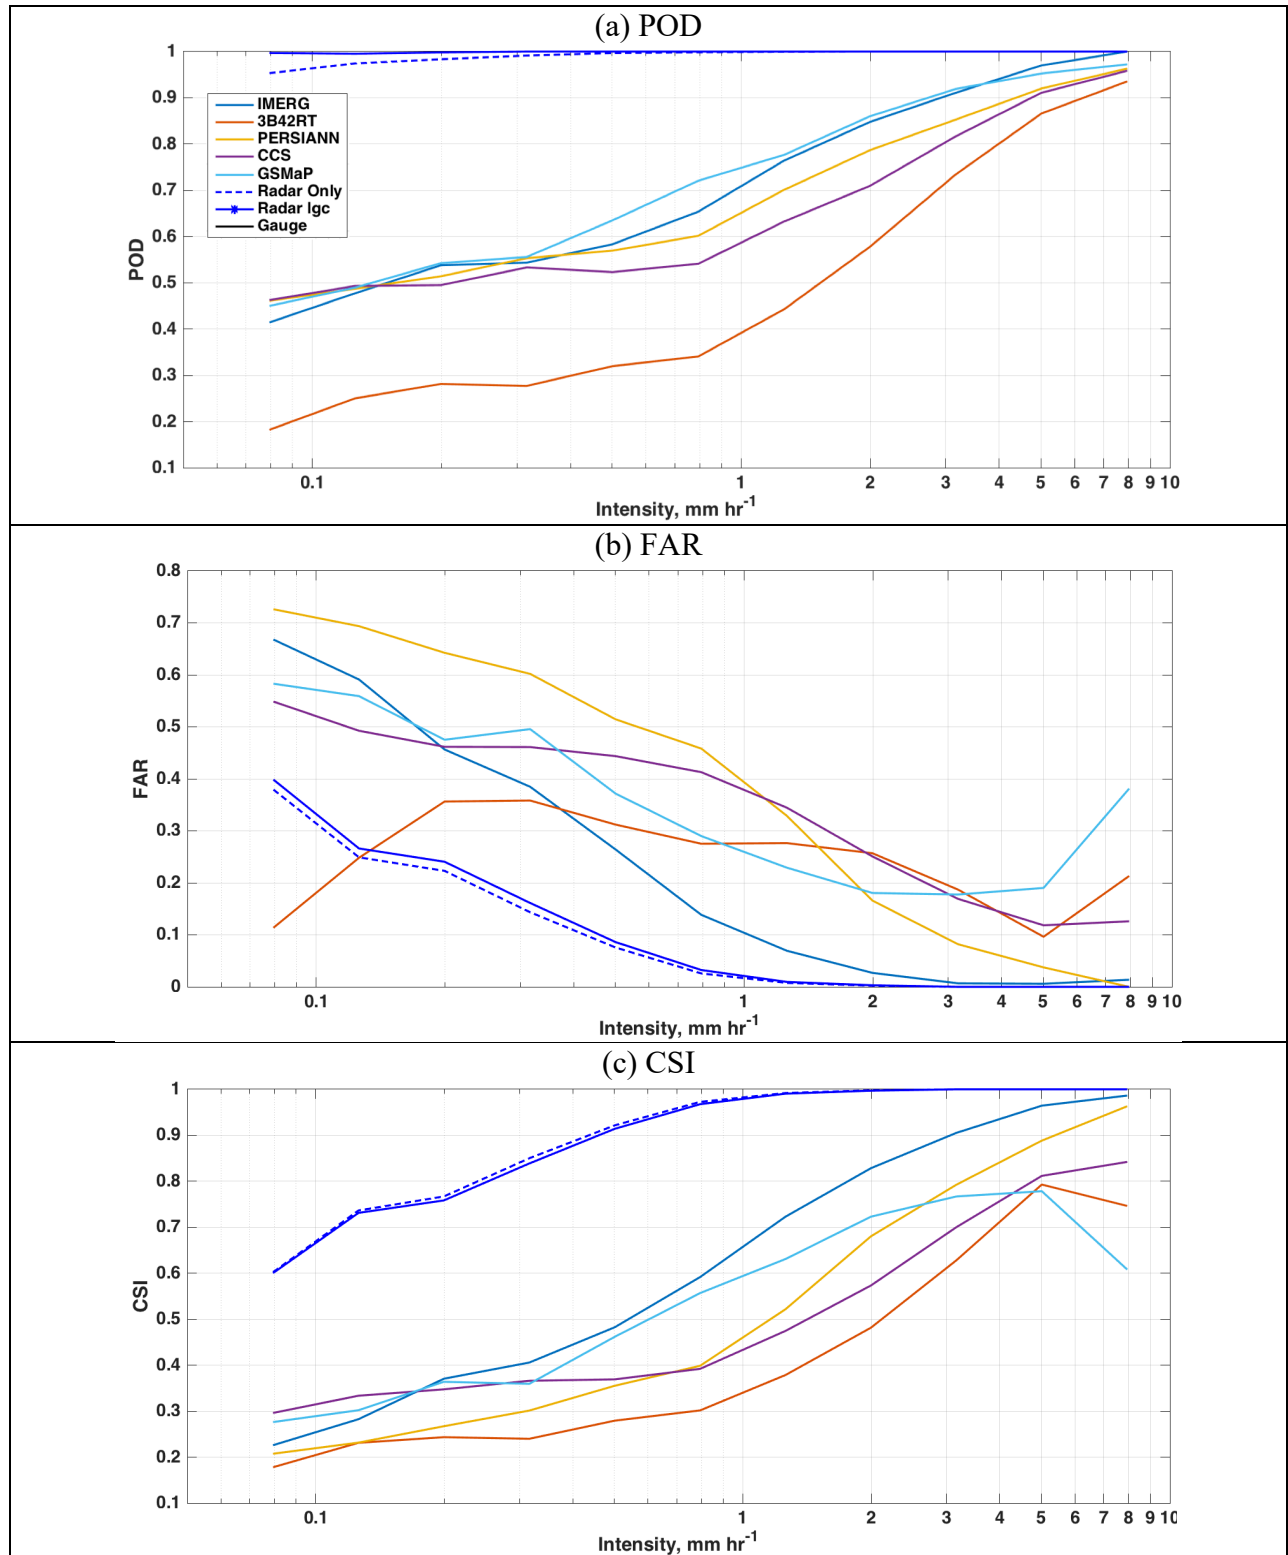 (a) POD
1
0.9
0.8
0.7
0.6
0.5
0.4
0.3
0.2
0.1
POD
IMERG
3B42RT
PERSIANN
CCS
GSMaP
Radar Only
Radar lgc
Gauge
0.1 1 2 3 4 5 6 7 8 9 10
Intensity, mm hr-1
(b) FAR
0.8
0.7
0.6
0.5
0.4
0.3
0.2
0.1
0
FAR
0.1 1 2 3 4 5 6 7 8 9 10
Intensity, mm hr-1
(c) CSI
1
0.9
0.8
0.7
0.6
0.5
0.4
0.3
0.2
0.1
CSI
0.1 1 2 3 4 5 6 7 8 9 10
Intensity, mm hr-1